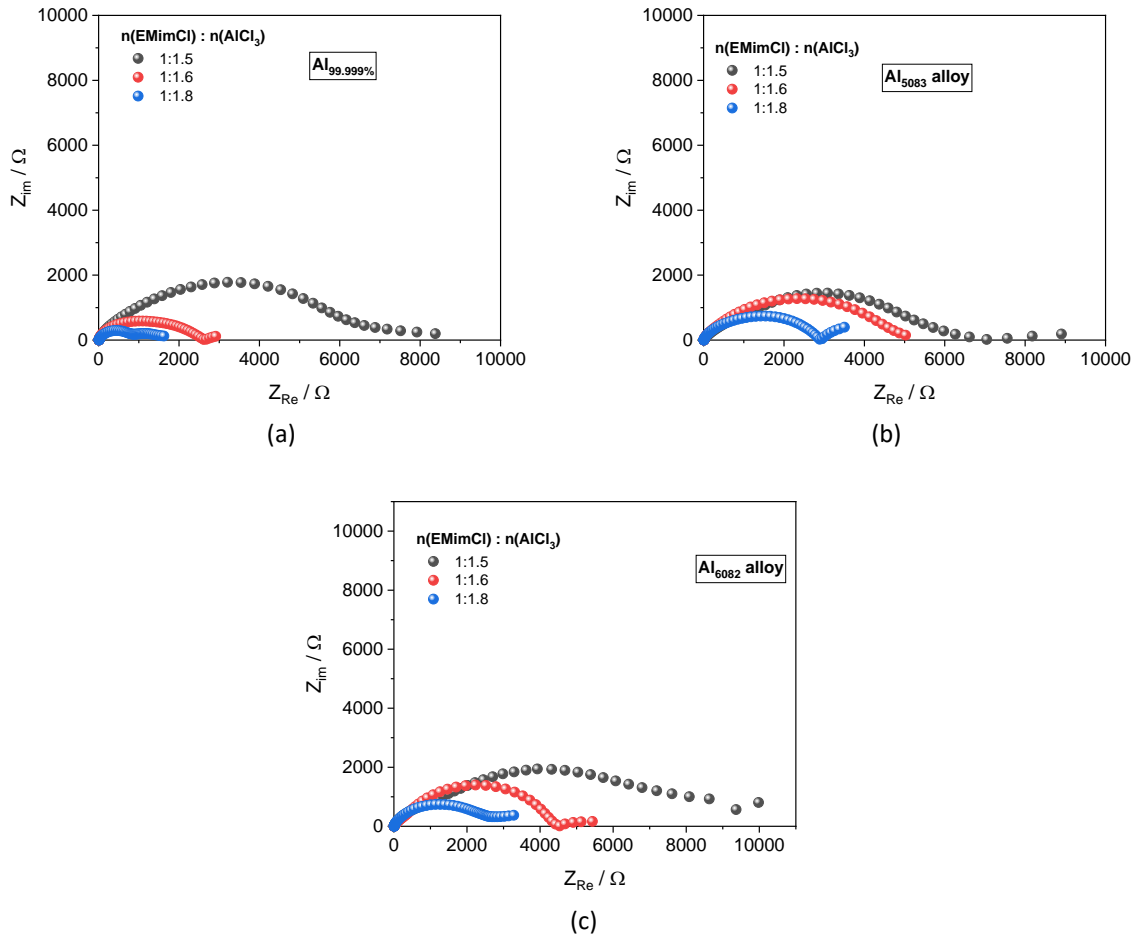 10000
8000
6000
4000
2000
0
Z_im / Ω
n(EMimCl) : n(AlCl₃)
1:1.5
1:1.6
1:1.8
Al₉₉.₉₉₉%
0 2000 4000 6000 8000 10000
Z_Re / Ω
(a)
10000
8000
6000
4000
2000
0
Z_im / Ω
n(EMimCl) : n(AlCl₃)
1:1.5
1:1.6
1:1.8
Al₅₀₈₃ alloy
0 2000 4000 6000 8000 10000
Z_Re / Ω
(b)
10000
8000
6000
4000
2000
0
Z_im / Ω
n(EMimCl) : n(AlCl₃)
1:1.5
1:1.6
1:1.8
Al₆₀₈₂ alloy
0 2000 4000 6000 8000 10000
Z_Re / Ω
(c)